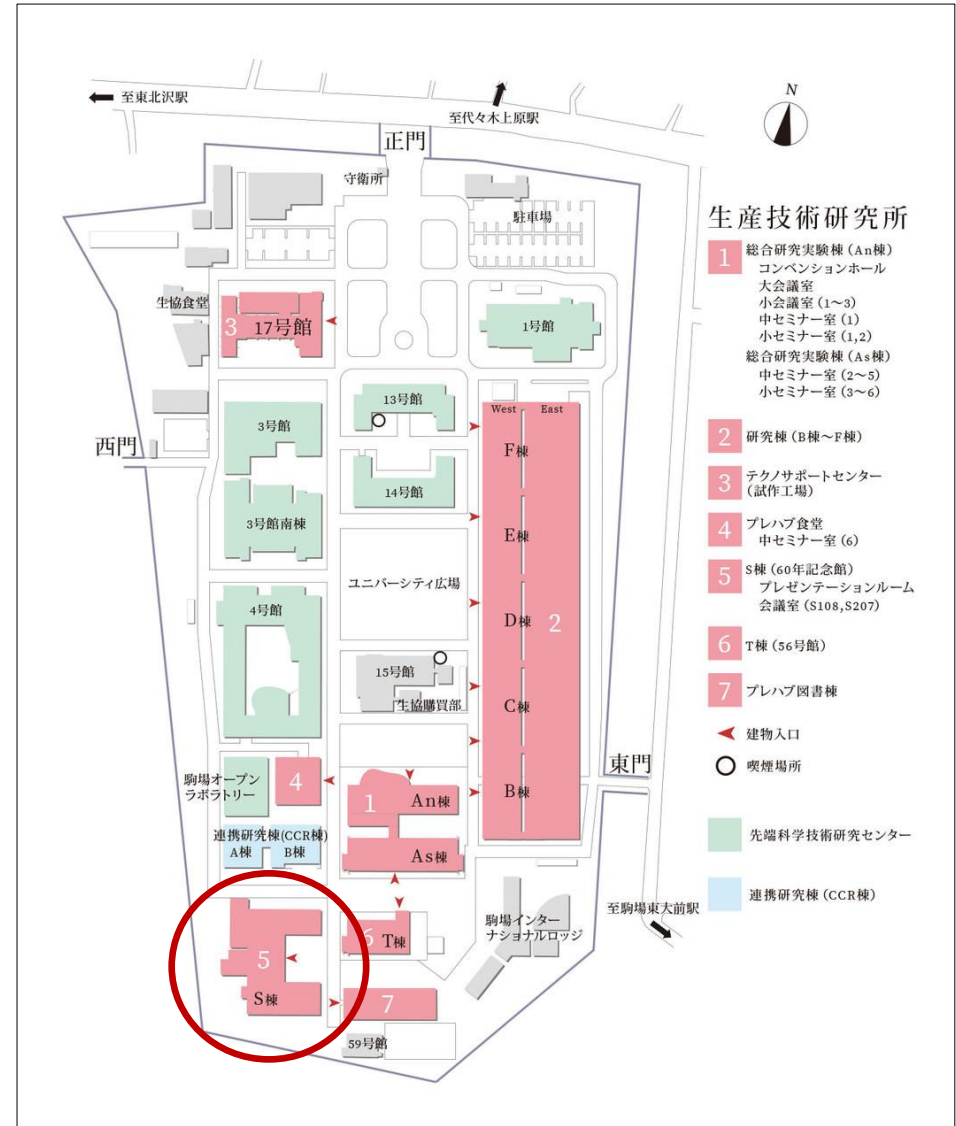 至東北沢駅
至代々木上原駅
N
正門
守衛所
駐車場
生協食堂
3
17号館
1号館
13号館
3号館
西門
14号館
3号館南棟
West
East
F棟
E棟
ユニバーシティ広場
D棟
2
4号館
15号館
生協購買部
C棟
東門
駒場オープン
ラボラトリー
4
1
An棟
B棟
連携研究棟(CCR棟)
A棟
B棟
As棟
5
S棟
6
T棟
駒場インター
ナショナルロッジ
至駒場東大前駅
7
59号館
生産技術研究所
1
総合研究実験棟(An棟)
コンベンションホール
大会議室
小会議室(1〜3)
中セミナー室(1)
小セミナー室(1,2)
総合研究実験棟(As棟)
中セミナー室(2〜5)
小セミナー室(3〜6)
2
研究棟(B棟〜F棟)
3
テクノサポートセンター
(試作工場)
4
プレハブ食堂
中セミナー室(6)
5
S棟(60年記念館)
プレゼンテーションルーム
会議室(S108,S207)
6
T棟(56号館)
7
プレハブ図書棟
建物入口
喫煙場所
先端科学技術研究センター
連携研究棟(CCR棟)